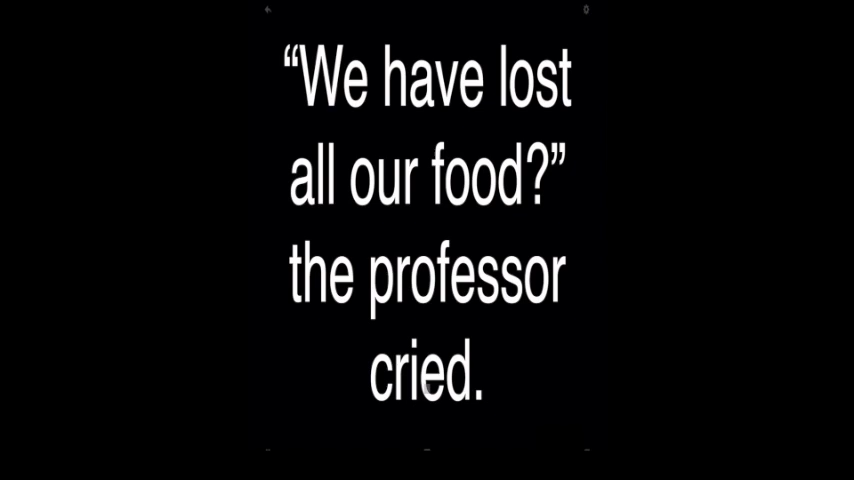 “We have lost
all our food?”
the professor
cried.